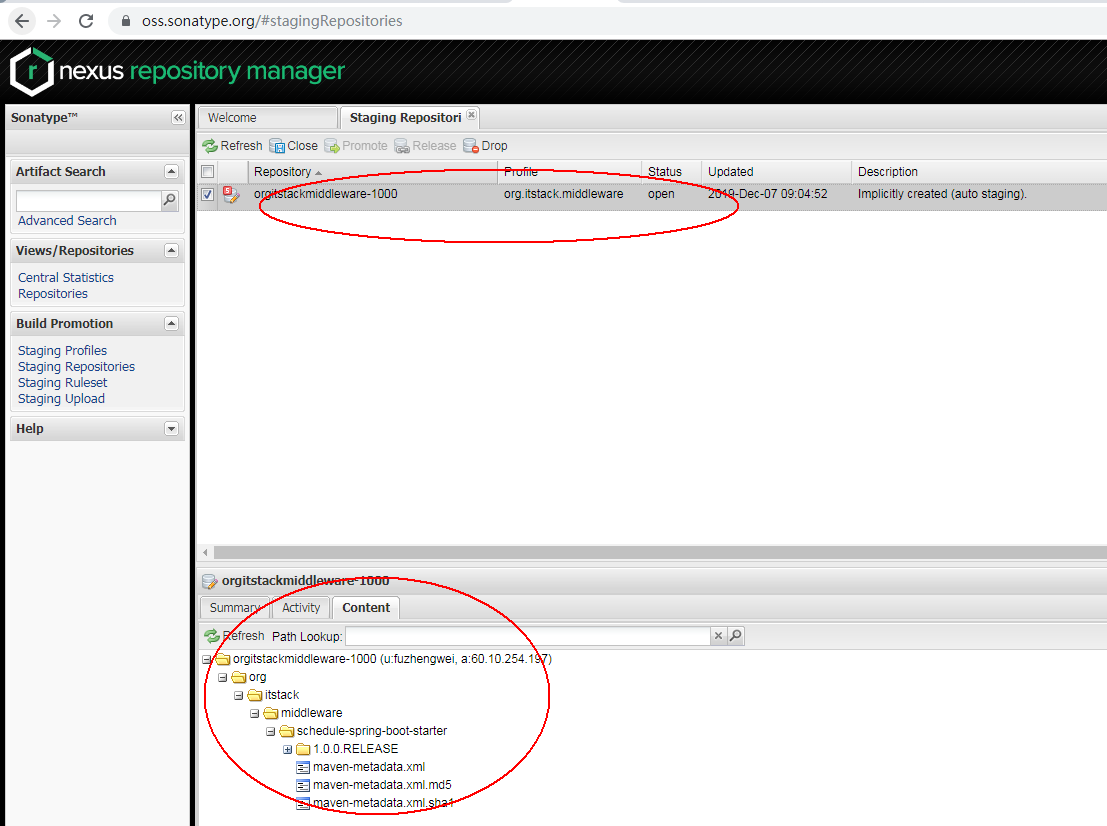 oss.sonatype.org/#stagingRepositories
nexus repository manager
Sonatype™
Welcome
Staging Repositori
Refresh Close Promote Release Drop
Artifact Search
Repository Profile Status Updated Description
orgitstackmiddleware-1000 org.itstack.middleware open 2019-Dec-07 09:04:52 Implicitly created (auto staging).
Advanced Search
Views/Repositories
Central Statistics
Repositories
Build Promotion
Staging Profiles
Staging Repositories
Staging Ruleset
Staging Upload
Help
orgitstackmiddleware-1000
Summary Activity Content
Refresh Path Lookup:
orgitstackmiddleware-1000 (u:fuzhengwei, a:60.10.254.197)
org
itstack
middleware
schedule-spring-boot-starter
1.0.0.RELEASE
maven-metadata.xml
maven-metadata.xml.md5
maven-metadata.xml.sha1